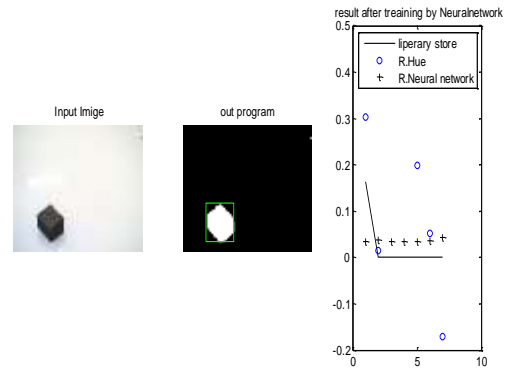 result after treaining by Neuralnetwork
0.5
liperary store
R.Hue
R.Neural network
0.4
0.3
0.2
0.1
0
-0.1
-0.2
0
5
10
Input Imige
out program